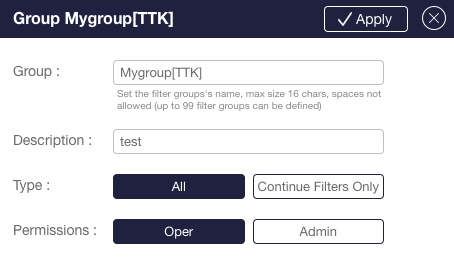 Group Mygroup[TTK]
Apply
Group :
Mygroup[TTK]
Set the filter groups's name, max size 16 chars, spaces not
allowed (up to 99 filter groups can be defined)
Description :
test
Type :
All
Continue Filters Only
Permissions :
Oper
Admin